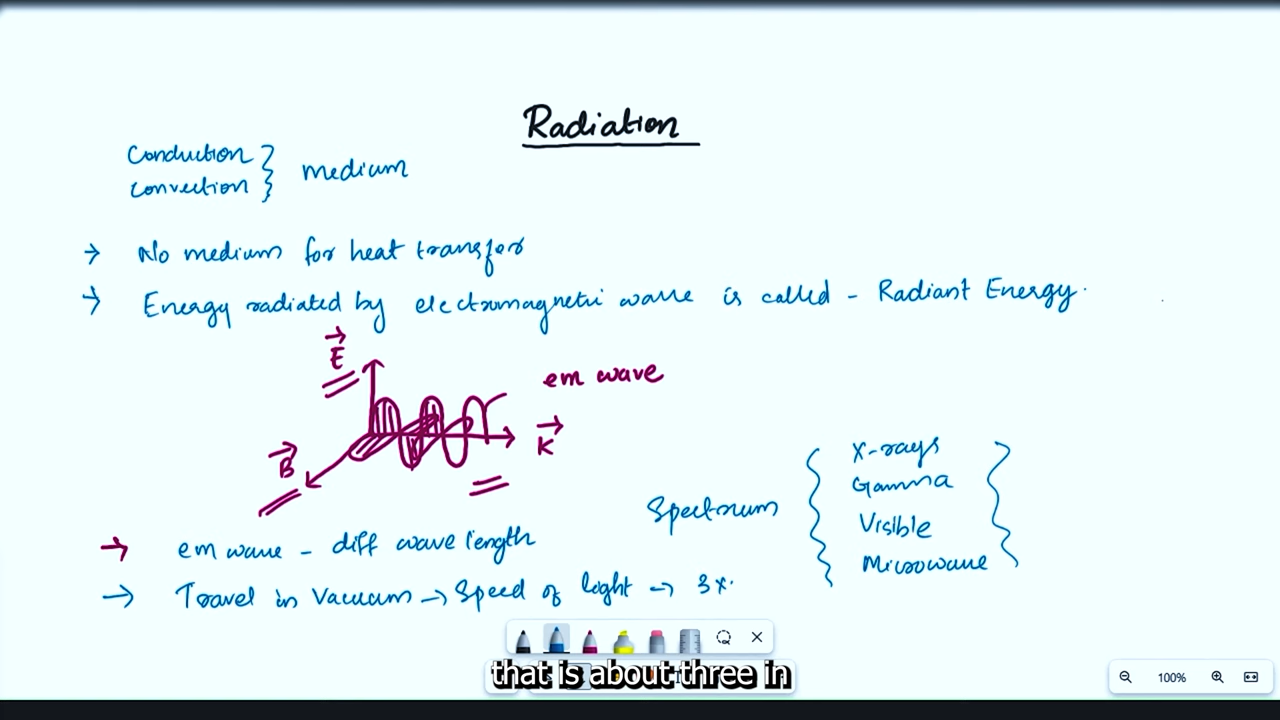 Radiation
Conduction
Convection
medium
→ No medium for heat transfer
→ Energy radiated by electromagnetic wave is called - Radiant Energy.
E
em wave
K
B
X-rays
Gamma
Spectrum
Visible
Microwave
→ em wave - diff wave length
→ Travel in Vacuum → Speed of light → 3x.
that is about three in
100%